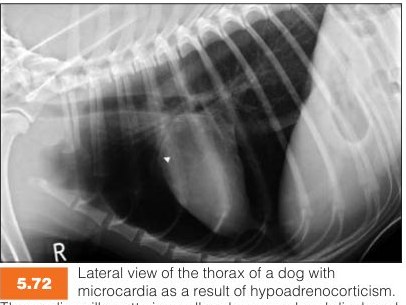 R
5.72
Lateral view of the thorax of a dog with
microcardia as a result of hypoadrenocorticism.